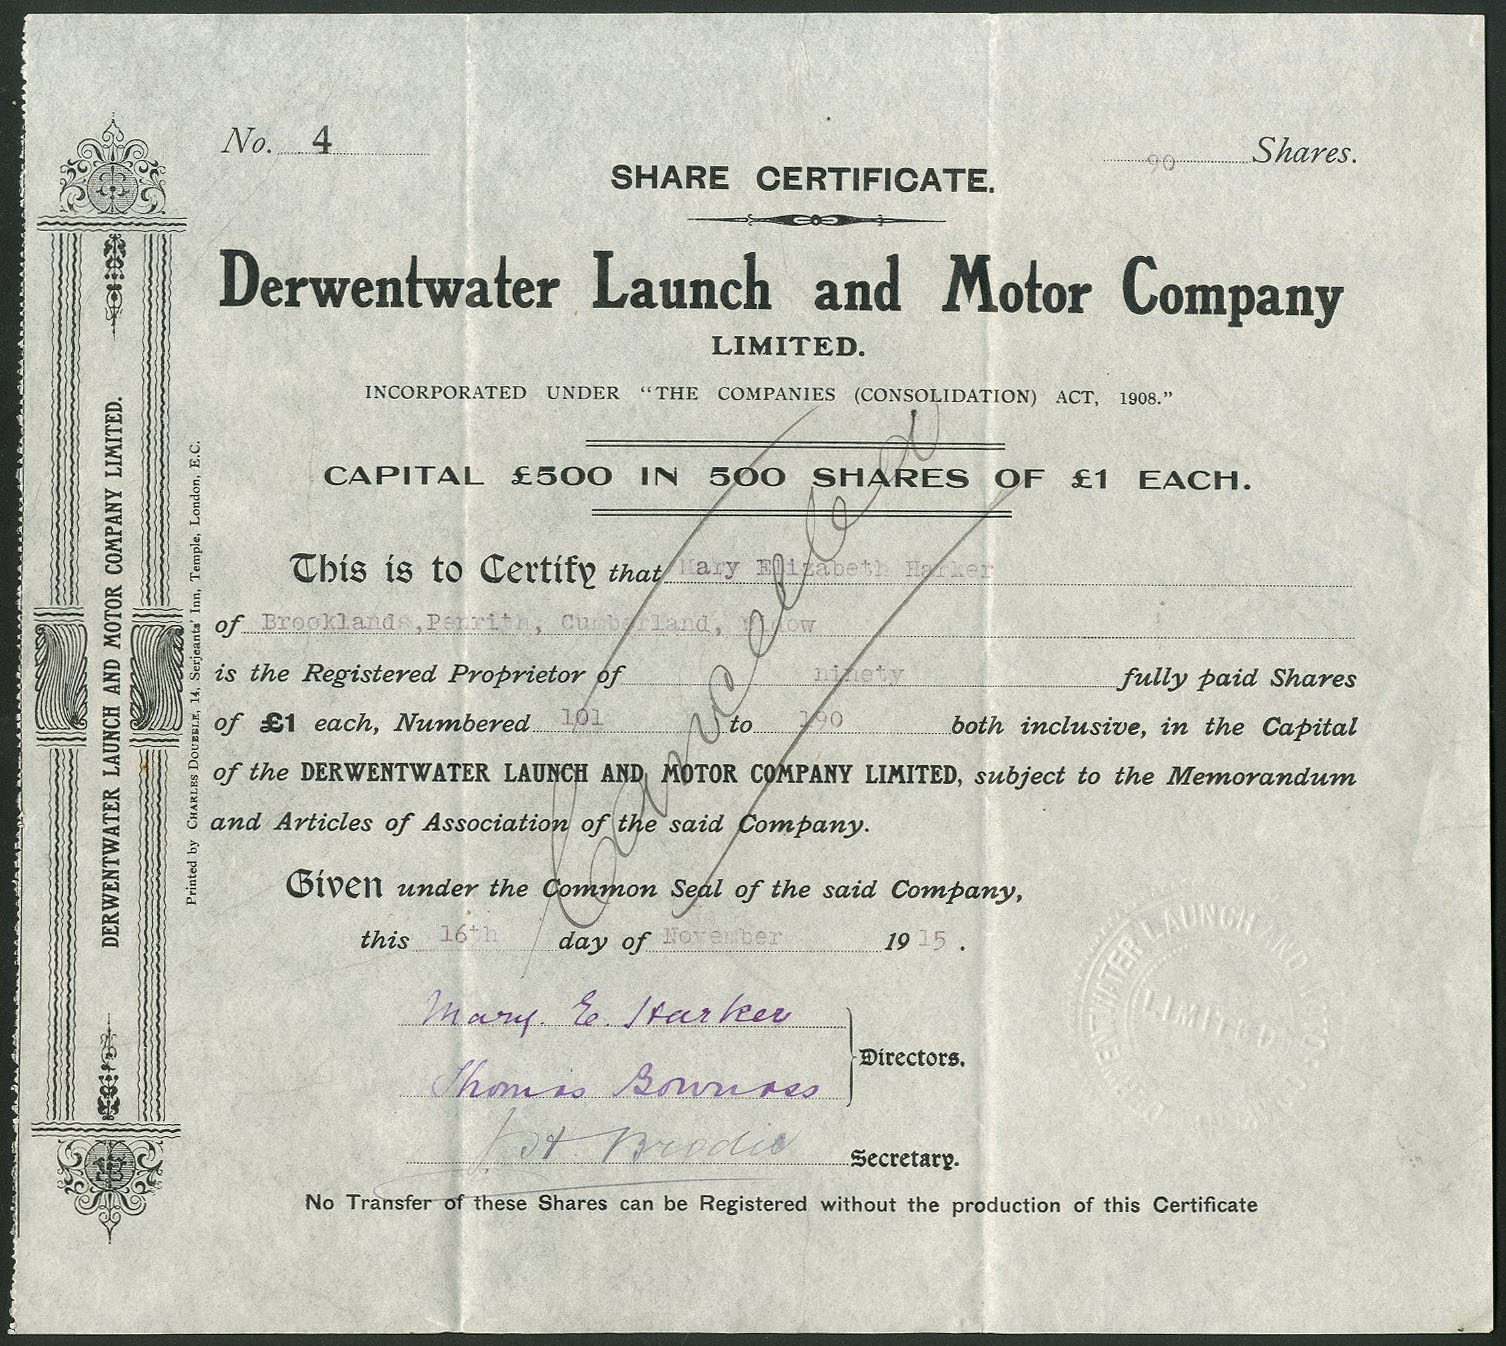 No. 4
90 Shares.
SHARE CERTIFICATE.
Derwentwater Launch and Motor Company
LIMITED.
INCORPORATED UNDER "THE COMPANIES (CONSOLIDATION) ACT, 1908."
CAPITAL £500 IN 500 SHARES OF £1 EACH.
This is to Certify that Mary Elizabeth Harker
of Brooklands, Penrith, Cumberland, Widow
is the Registered Proprietor of ninety fully paid Shares
of £1 each, Numbered 101 to 190 both inclusive, in the Capital
of the DERWENTWATER LAUNCH AND MOTOR COMPANY LIMITED, subject to the Memorandum
and Articles of Association of the said Company.
Cancelled
Given under the Common Seal of the said Company,
this 16th day of November 1915.
Mary. E. Harker
Thomas Bownass
Directors.
Brodie
Secretary.
No Transfer of these Shares can be Registered without the production of this Certificate
DERWENTWATER LAUNCH AND MOTOR COMPANY LIMITED.
Printed by CHARLES DOUBLE, 14, Serjeants' Inn, Temple, London, E.C.
LAUNCH
LIMITED